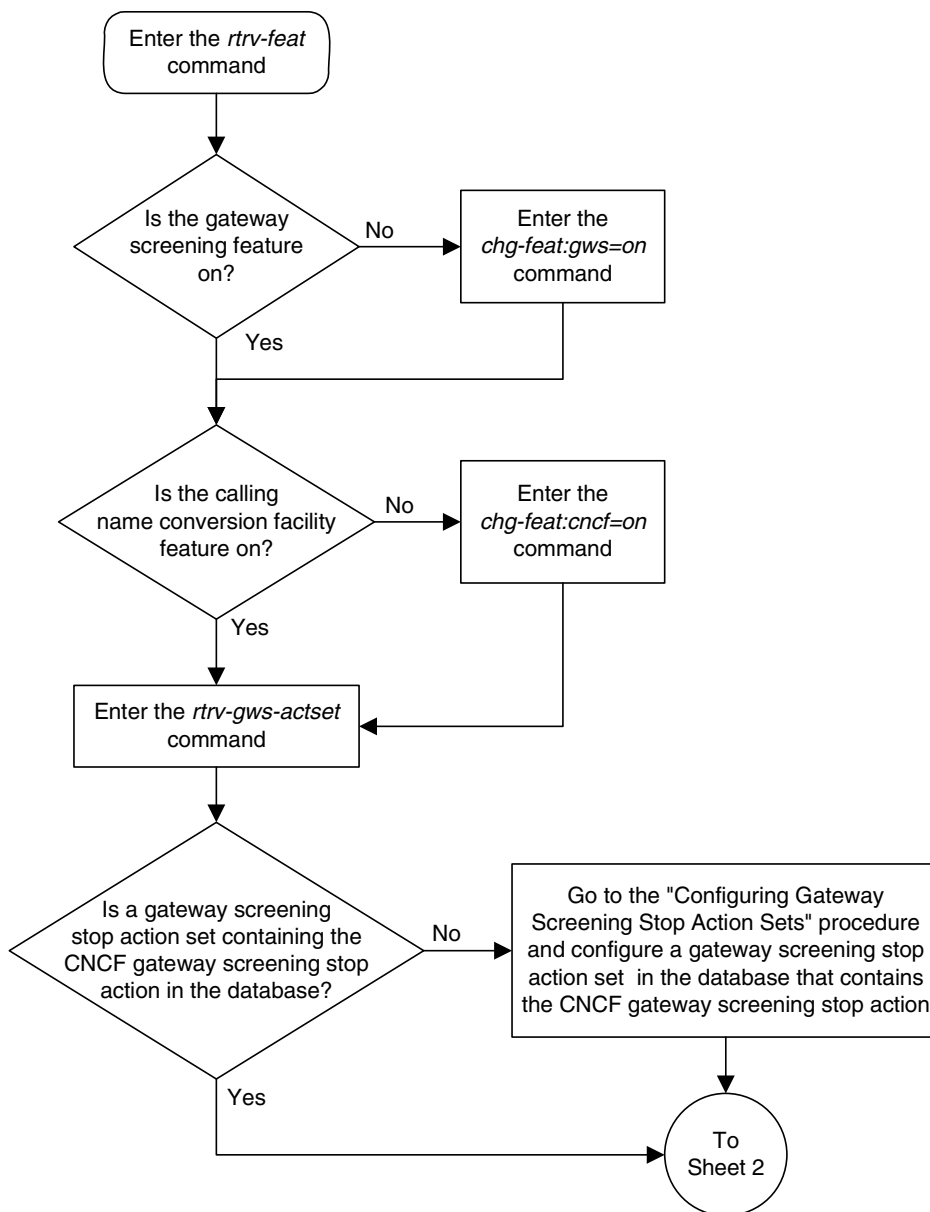 Enter the rtrv-feat
command
Is the gateway
screening feature
on?
No
Enter the
chg-feat:gws=on
command
Yes
Is the calling
name conversion facility
feature on?
No
Enter the
chg-feat:cncf=on
command
Yes
Enter the rtrv-gws-actset
command
Is a gateway screening
stop action set containing the
CNCF gateway screening stop
action in the database?
No
Go to the "Configuring Gateway
Screening Stop Action Sets" procedure
and configure a gateway screening stop
action set in the database that contains
the CNCF gateway screening stop action
Yes
To
Sheet 2